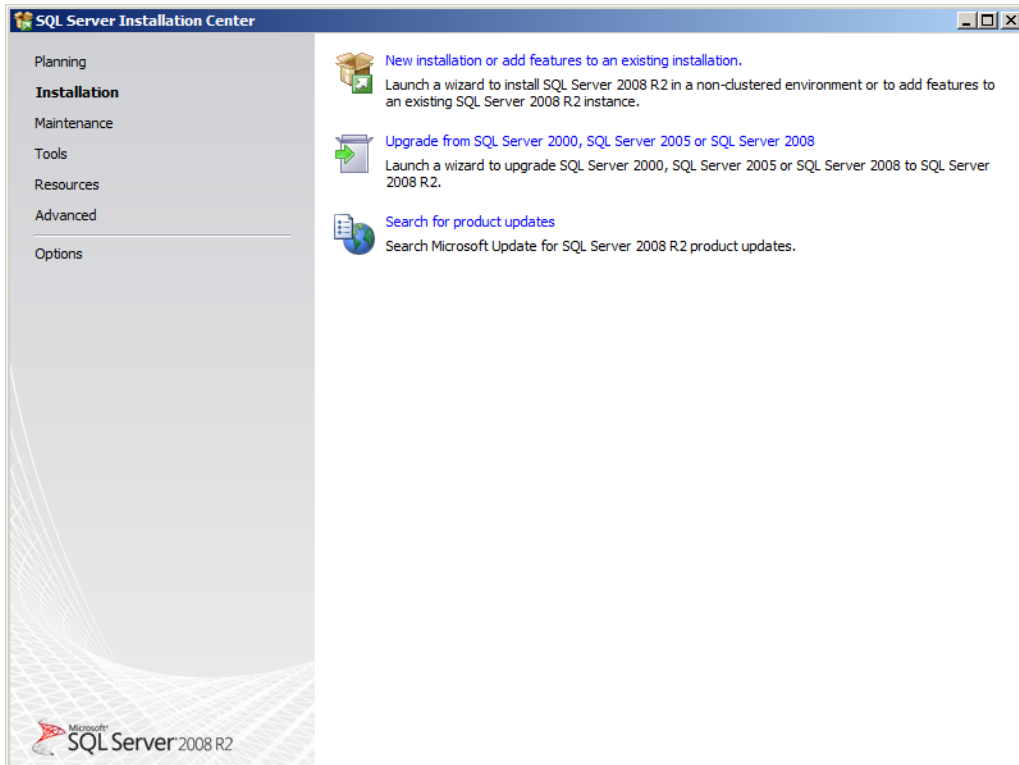 SQL Server Installation Center
Planning
Installation
Maintenance
Tools
Resources
Advanced
Options
New installation or add features to an existing installation.
Launch a wizard to install SQL Server 2008 R2 in a non-clustered environment or to add features to
an existing SQL Server 2008 R2 instance.
Upgrade from SQL Server 2000, SQL Server 2005 or SQL Server 2008
Launch a wizard to upgrade SQL Server 2000, SQL Server 2005 or SQL Server 2008 to SQL Server
2008 R2.
Search for product updates
Search Microsoft Update for SQL Server 2008 R2 product updates.
Microsoft®
SQL Server® 2008 R2